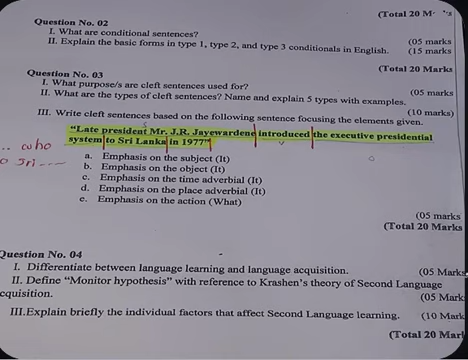 (Total 20 M
Question No. 02
I. What are conditional sentences?
(05 marks
II. Explain the basic forms in type 1, type 2, and type 3 conditionals in English.
(15 marks
(Total 20 Marks
Question No. 03
I. What purpose/s are cleft sentences used for?
(05 marks
II. What are the types of cleft sentences? Name and explain 5 types with examples.
(10 marks)
III. Write cleft sentences based on the following sentence focusing the elements given.
"Late president Mr. J.R. Jayewardene introduced the executive presidential
system to Sri Lanka in 1977"
.. who
a. Emphasis on the subject (It)
b. Emphasis on the object (It)
c. Emphasis on the time adverbial (It)
d. Emphasis on the place adverbial (It)
e. Emphasis on the action (What)
(05 marks
(Total 20 Marks
Question No. 04
I. Differentiate between language learning and language acquisition.
(05 Marks
II. Define "Monitor hypothesis" with reference to Krashen's theory of Second Language
cquisition.
(05 Mark
III.Explain briefly the individual factors that affect Second Language learning.
(10 Mark
(Total 20 Mar